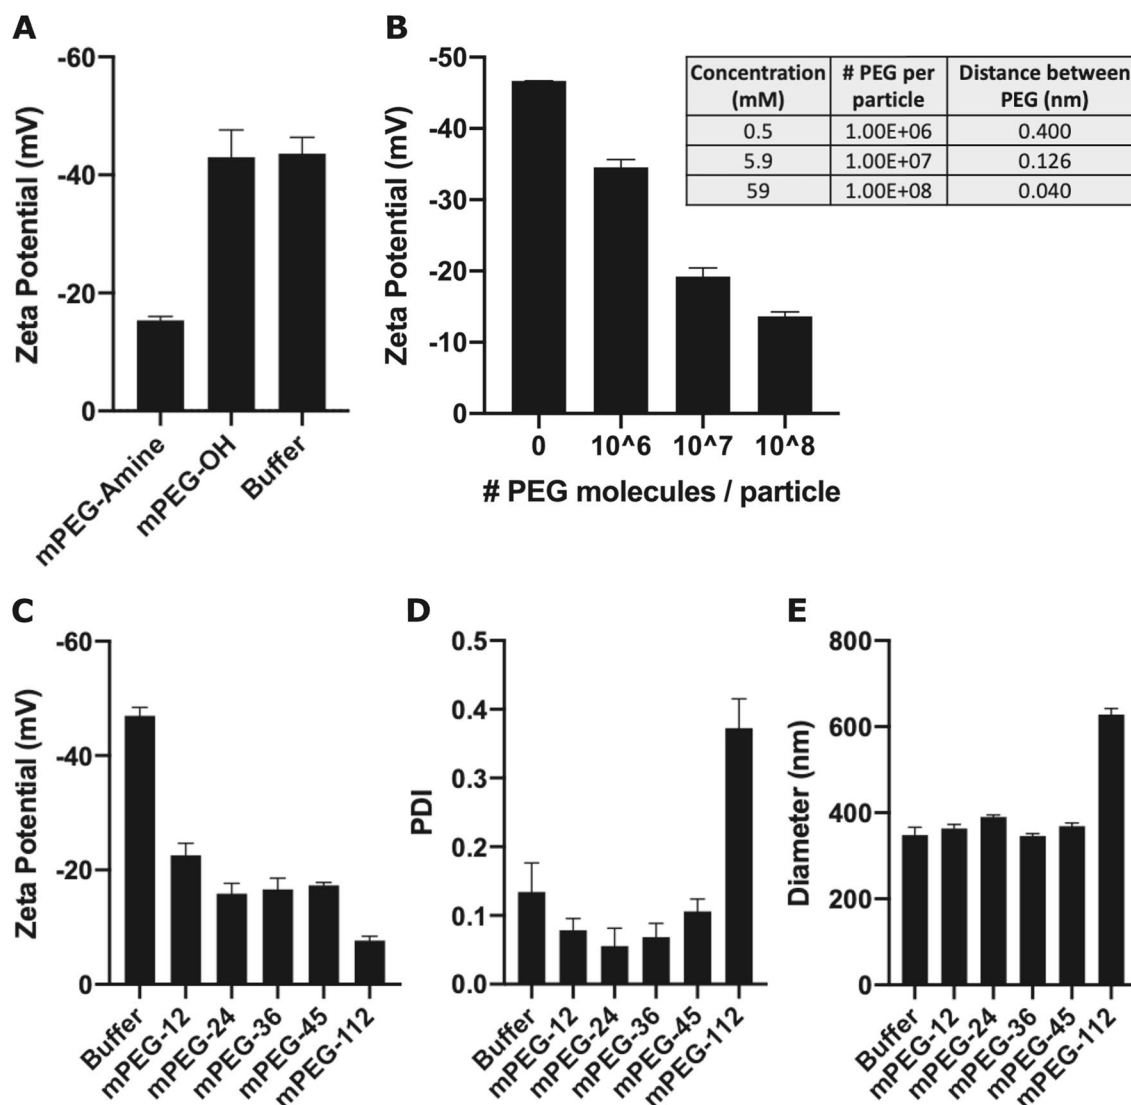 A
Zeta Potential (mV)
-60
-40
-20
0
mPEG-Amine
mPEG-OH
Buffer
B
Zeta Potential (mV)
-50
-40
-30
-20
-10
0
0 10^6 10^7 10^8
# PEG molecules / particle
Concentration (mM) # PEG per particle Distance between PEG (nm)
0.5 1.00E+06 0.400
5.9 1.00E+07 0.126
59 1.00E+08 0.040
C
Zeta Potential (mV)
-60
-40
-20
0
Buffer
mPEG-12
mPEG-24
mPEG-36
mPEG-45
mPEG-112
D
PDI
0.5
0.4
0.3
0.2
0.1
0.0
Buffer
mPEG-12
mPEG-24
mPEG-36
mPEG-45
mPEG-112
E
Diameter (nm)
800
600
400
200
0
Buffer
mPEG-12
mPEG-24
mPEG-36
mPEG-45
mPEG-112